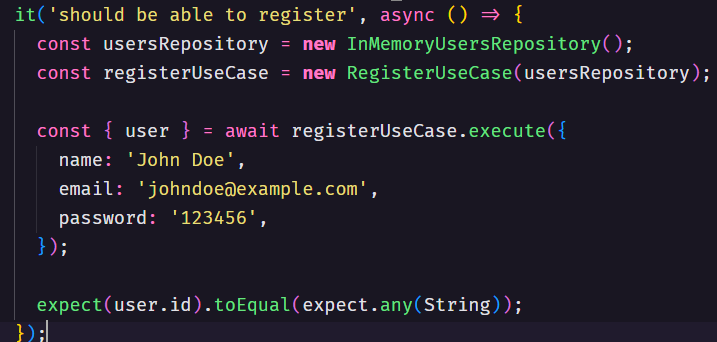 it('should be able to register', async () => {
const usersRepository = new InMemoryUsersRepository();
const registerUseCase = new RegisterUseCase(usersRepository);
const { user } = await registerUseCase.execute({
name: 'John Doe',
email: 'johndoe@example.com',
password: '123456',
});
expect(user.id).toEqual(expect.any(String));
});